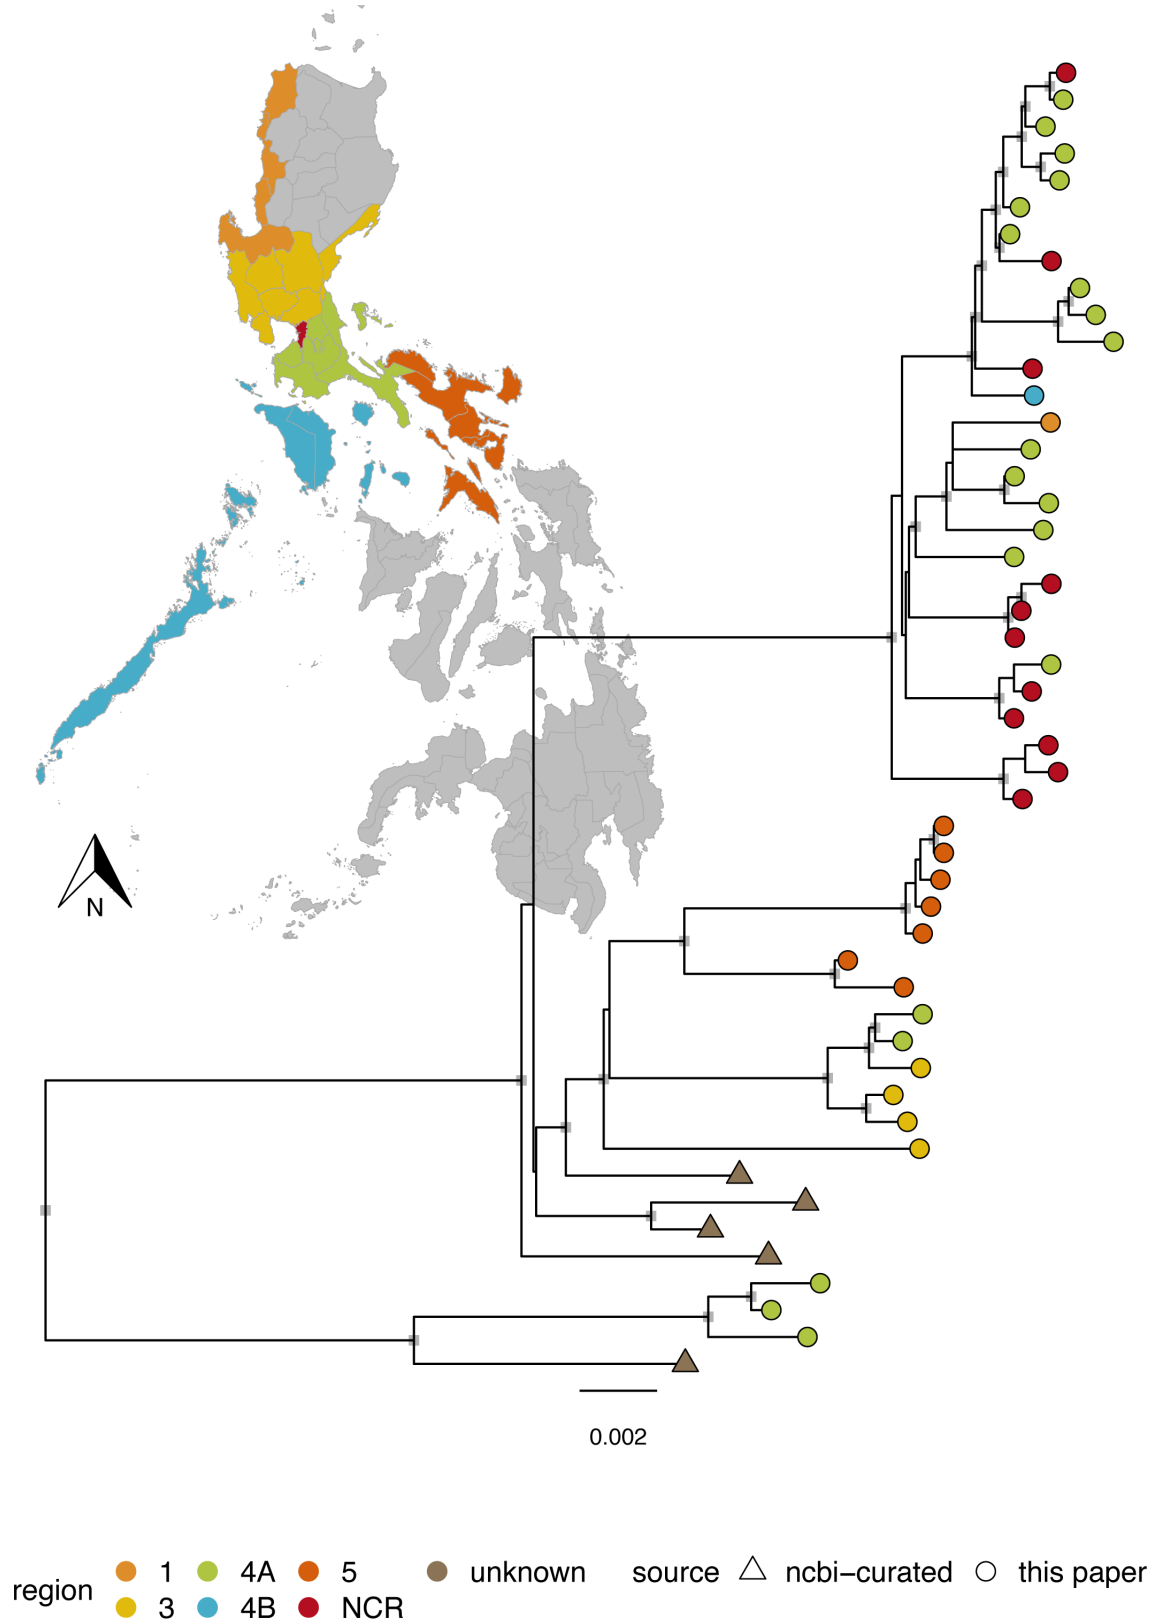 N
0.002
region
1
4A
5
unknown
source
ncbi−curated
this paper
3
4B
NCR